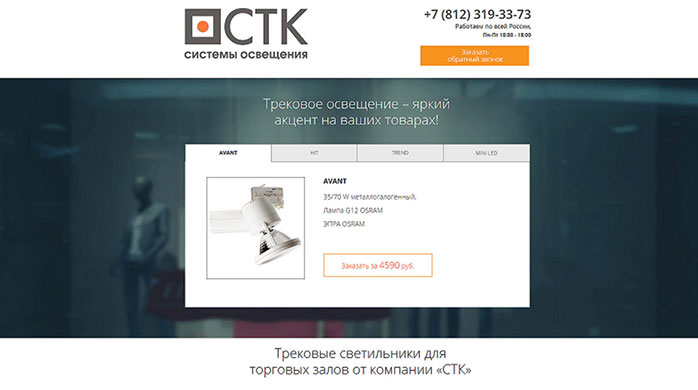 СТК
системы освещения
+7 (812) 319-33-73
Работаем по всей России,
Пн-Пт 10:00 - 18:00
Заказать
обратный звонок
Трековое освещение – яркий
акцент на ваших товарах!
AVANT
HIT
TREND
MINI LED
AVANT
35/70 W металлогалогенный,
Лампа G12 OSRAM
ЭПРА OSRAM
Заказать за 4590 руб.
Трековые светильники для
торговых залов от компании «СТК»